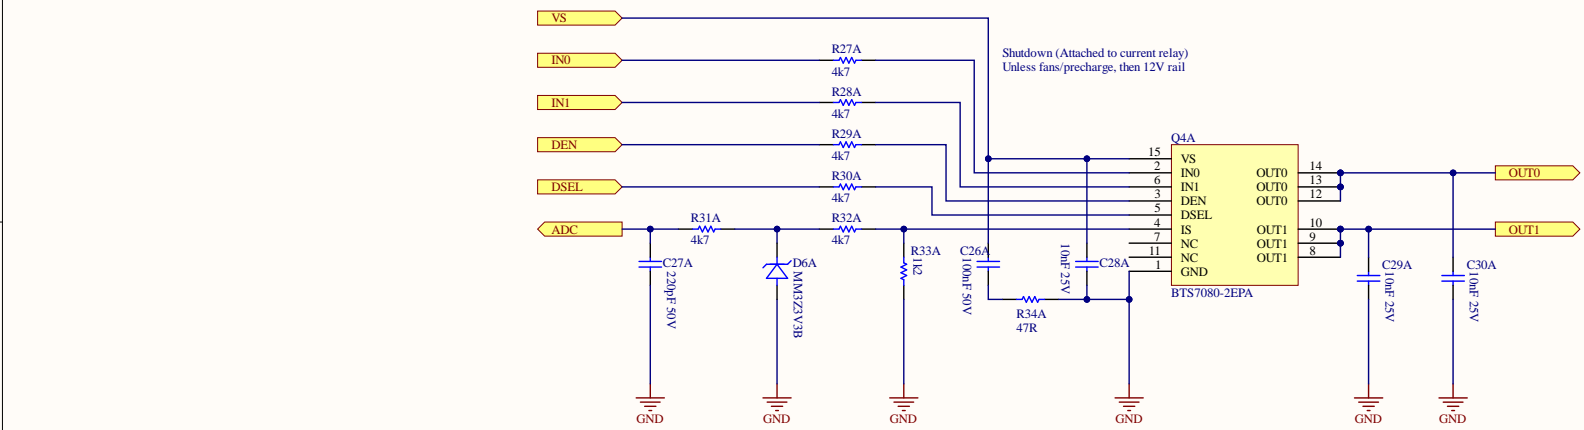 VS
IN0
R27A
4k7
Shutdown (Attached to current relay)
Unless fans/precharge, then 12V rail
IN1
R28A
4k7
DEN
R29A
4k7
DSEL
R30A
4k7
ADC
R31A
4k7
R32A
4k7
C27A
220pF 50V
D6A
MM3Z3V3B
R33A
1k2
C26A
100nF 50V
R34A
47R
10nF 25V
C28A
Q4A
15 VS
2 IN0
6 IN1
3 DEN
5 DSEL
4 IS
7 NC
11 NC
1 GND
OUT0 14
OUT0 13
OUT0 12
OUT1 10
OUT1 9
OUT1 8
BTS7080-2EPA
OUT0
OUT1
C29A
10nF 25V
C30A
10nF 25V
GND
GND
GND
GND
GND
GND